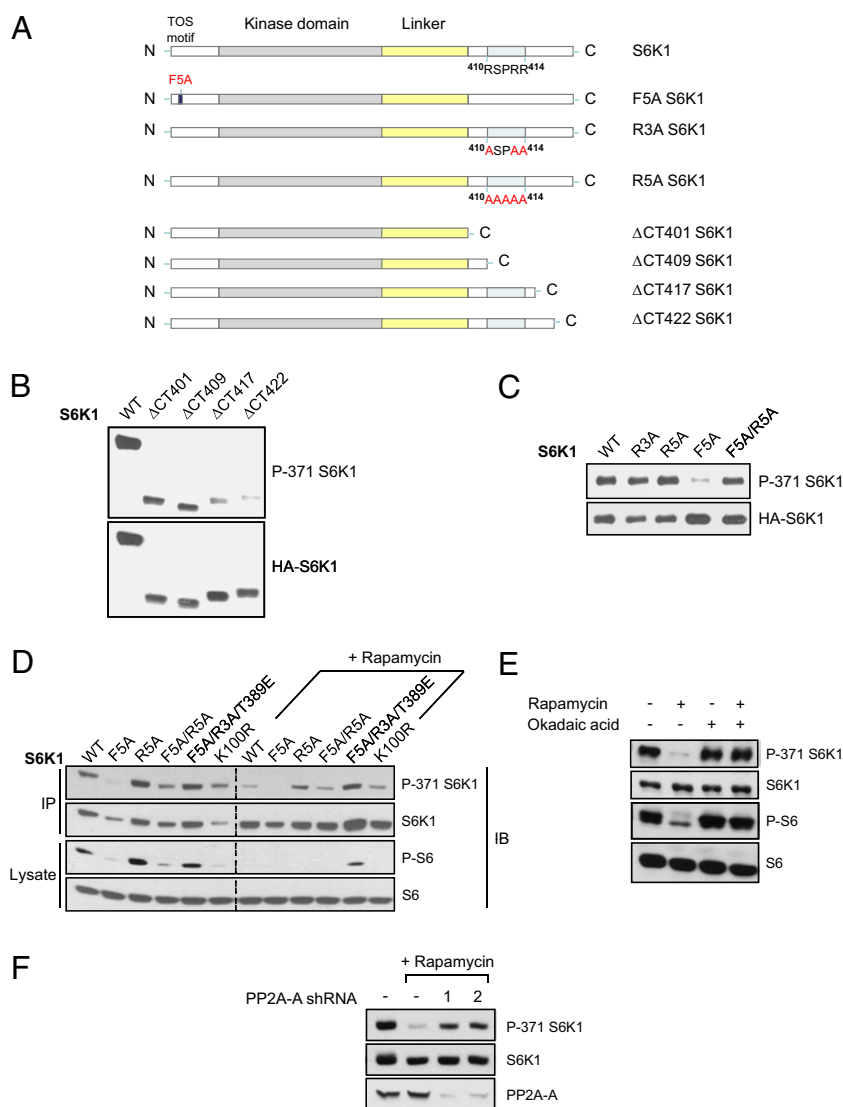 A
TOS motif
Kinase domain
Linker
N C S6K1
410RSPRR414
F5A
N C F5A S6K1
N C R3A S6K1
410ASPAA414
N C R5A S6K1
410AAAAA414
N C ΔCT401 S6K1
N C ΔCT409 S6K1
N C ΔCT417 S6K1
N C ΔCT422 S6K1
B
S6K1 WT ΔCT401 ΔCT409 ΔCT417 ΔCT422
P-371 S6K1
HA-S6K1
C
S6K1 WT R3A R5A F5A F5A/R5A
P-371 S6K1
HA-S6K1
D
+ Rapamycin
S6K1 WT F5A R5A F5A/R5A F5A/R3A/T389E K100R WT F5A R5A F5A/R5A F5A/R3A/T389E K100R
IP
P-371 S6K1
S6K1
Lysate
P-S6
S6
IB
E
Rapamycin - + - +
Okadaic acid - - + +
P-371 S6K1
S6K1
P-S6
S6
F
+ Rapamycin
PP2A-A shRNA - - 1 2
P-371 S6K1
S6K1
PP2A-A